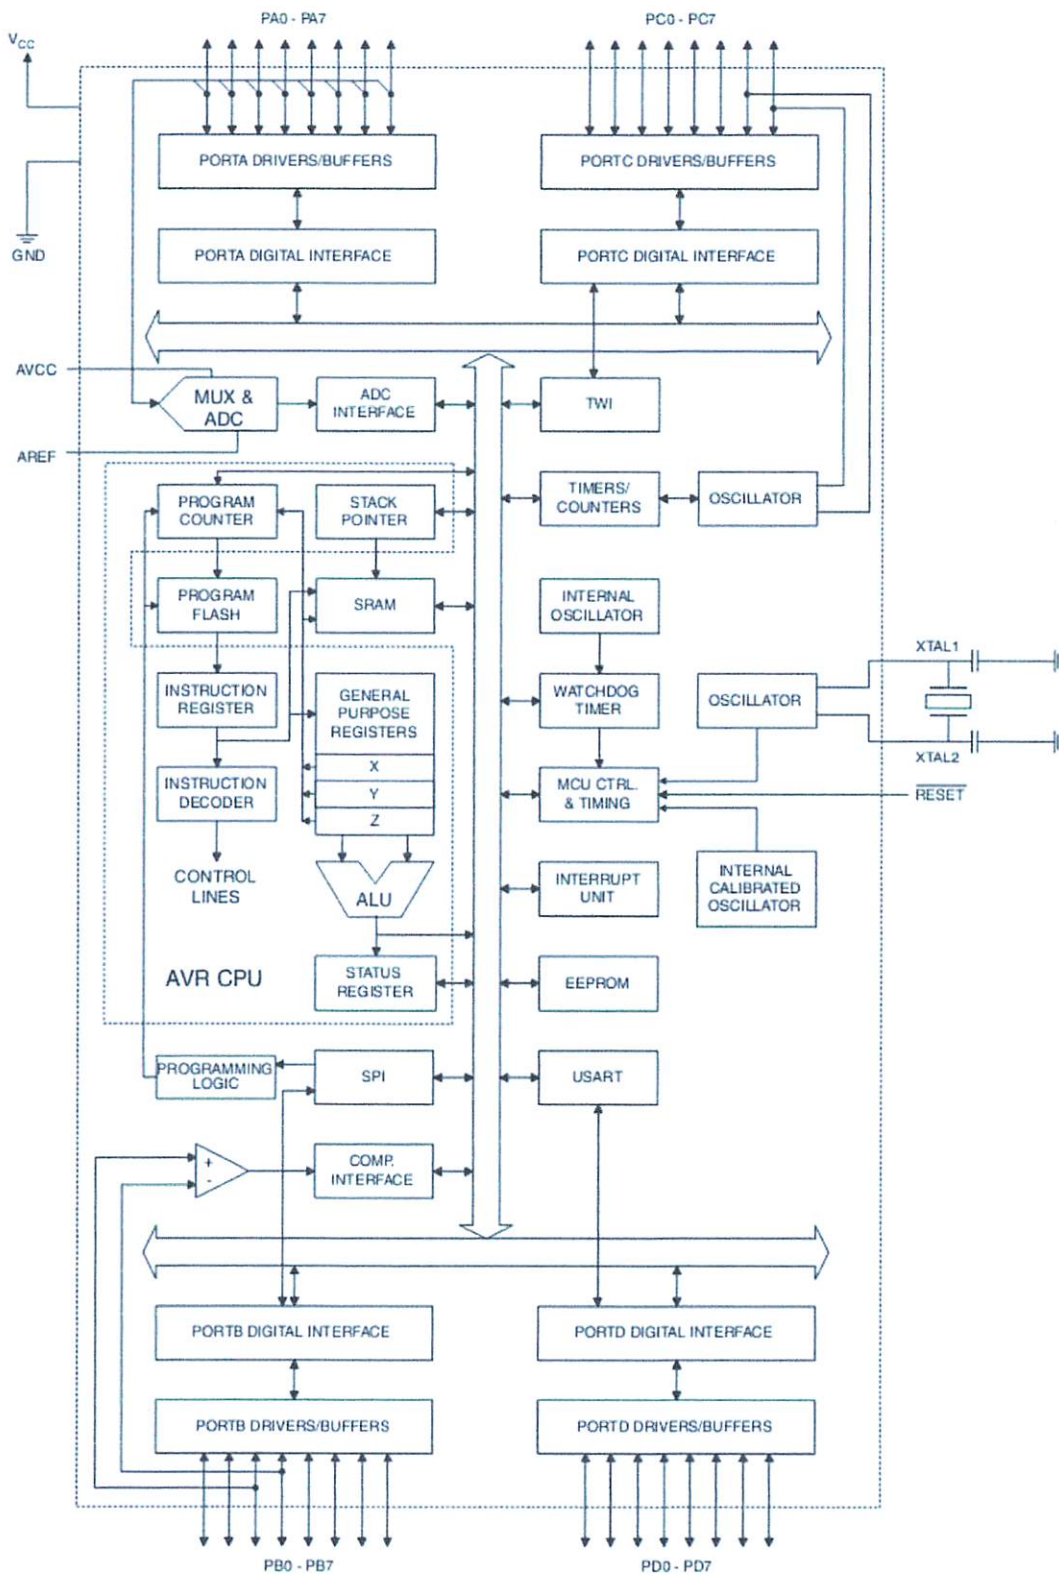 PA0 - PA7
PC0 - PC7
VCC
PORTA DRIVERS/BUFFERS
PORTC DRIVERS/BUFFERS
GND
PORTA DIGITAL INTERFACE
PORTC DIGITAL INTERFACE
AVCC
MUX &
ADC
ADC
INTERFACE
TWI
AREF
PROGRAM
COUNTER
STACK
POINTER
TIMERS/
COUNTERS
OSCILLATOR
PROGRAM
FLASH
SRAM
INTERNAL
OSCILLATOR
XTAL1
INSTRUCTION
REGISTER
GENERAL
PURPOSE
REGISTERS
WATCHDOG
TIMER
OSCILLATOR
XTAL2
X
INSTRUCTION
DECODER
Y
MCU CTRL.
& TIMING
RESET
Z
CONTROL
LINES
ALU
INTERRUPT
UNIT
INTERNAL
CALIBRATED
OSCILLATOR
AVR CPU
STATUS
REGISTER
EEPROM
PROGRAMMING
LOGIC
SPI
USART
+
-
COMP.
INTERFACE
PORTB DIGITAL INTERFACE
PORTD DIGITAL INTERFACE
PORTB DRIVERS/BUFFERS
PORTD DRIVERS/BUFFERS
PB0 - PB7
PD0 - PD7